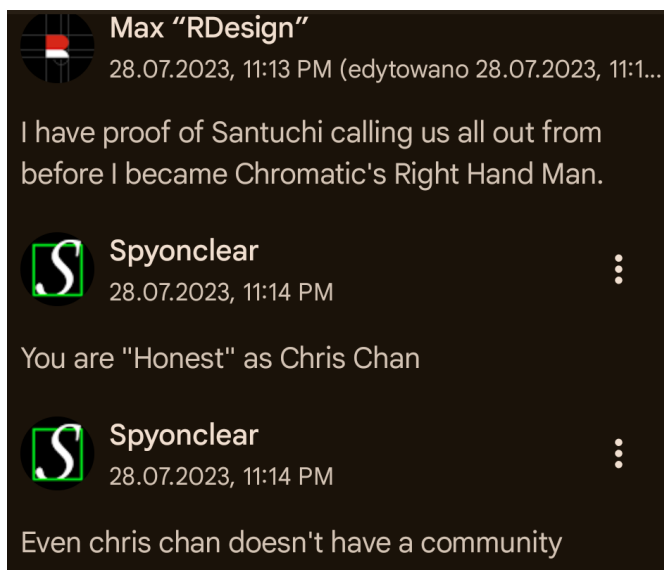 Max “RDesign”
28.07.2023, 11:13 PM (edytowano 28.07.2023, 11:1...
I have proof of Santuchi calling us all out from
before I became Chromatic's Right Hand Man.
S
Spyonclear
28.07.2023, 11:14 PM
You are "Honest" as Chris Chan
S
Spyonclear
28.07.2023, 11:14 PM
Even chris chan doesn't have a community